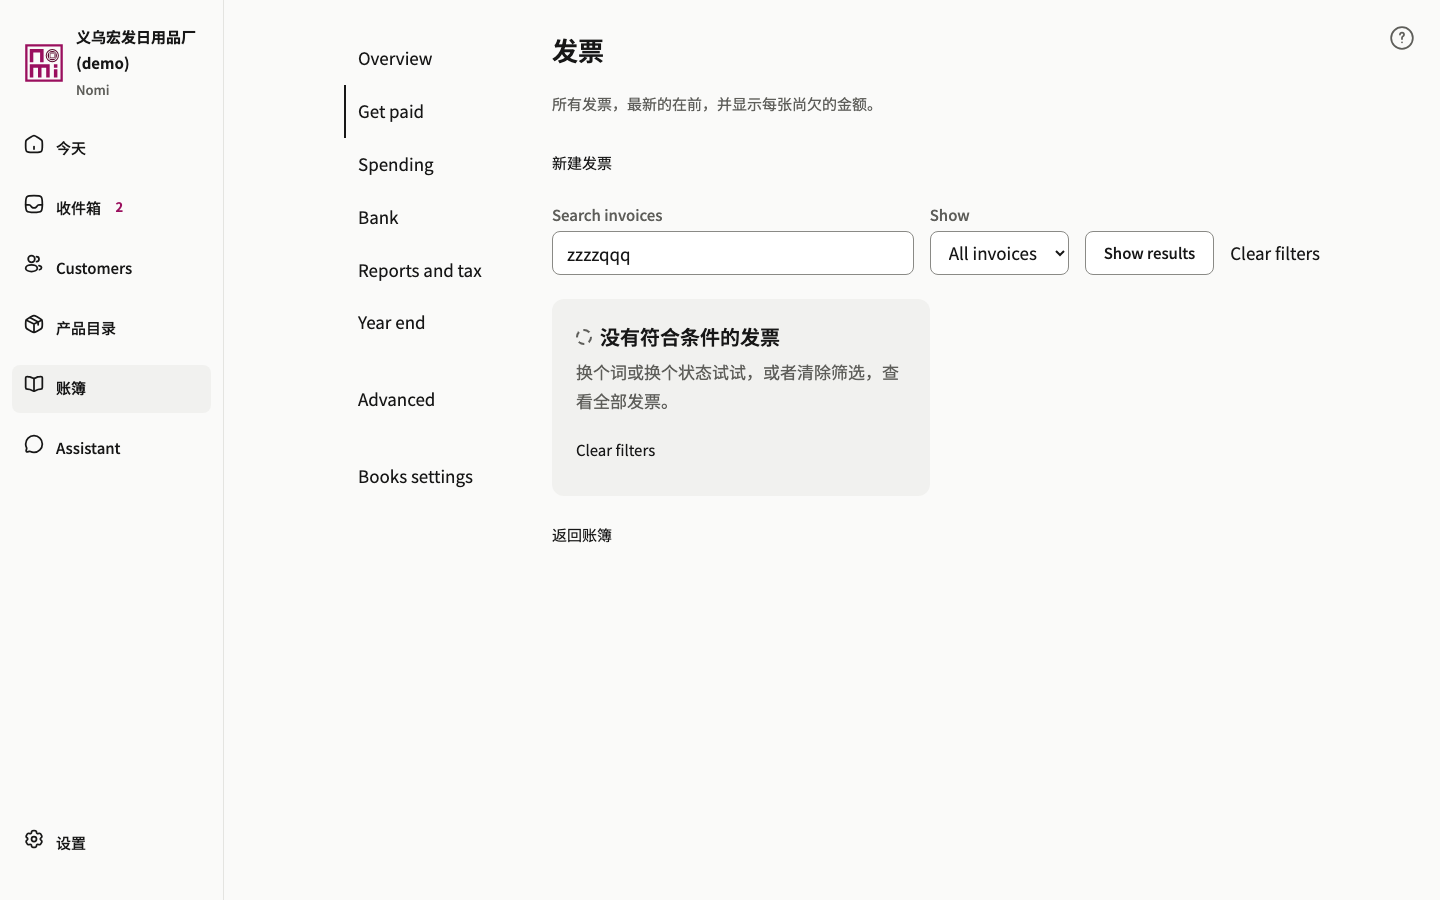 义乌宏发日用品厂
(demo)
Nomi
今天
收件箱 2
Customers
产品目录
账簿
Assistant
设置
Overview
Get paid
Spending
Bank
Reports and tax
Year end
Advanced
Books settings
发票
所有发票，最新的在前，并显示每张尚欠的金额。
新建发票
Search invoices
Show
zzzzqqq
All invoices
Show results
Clear filters
没有符合条件的发票
换个词或换个状态试试，或者清除筛选，查
看全部发票。
Clear filters
返回账簿